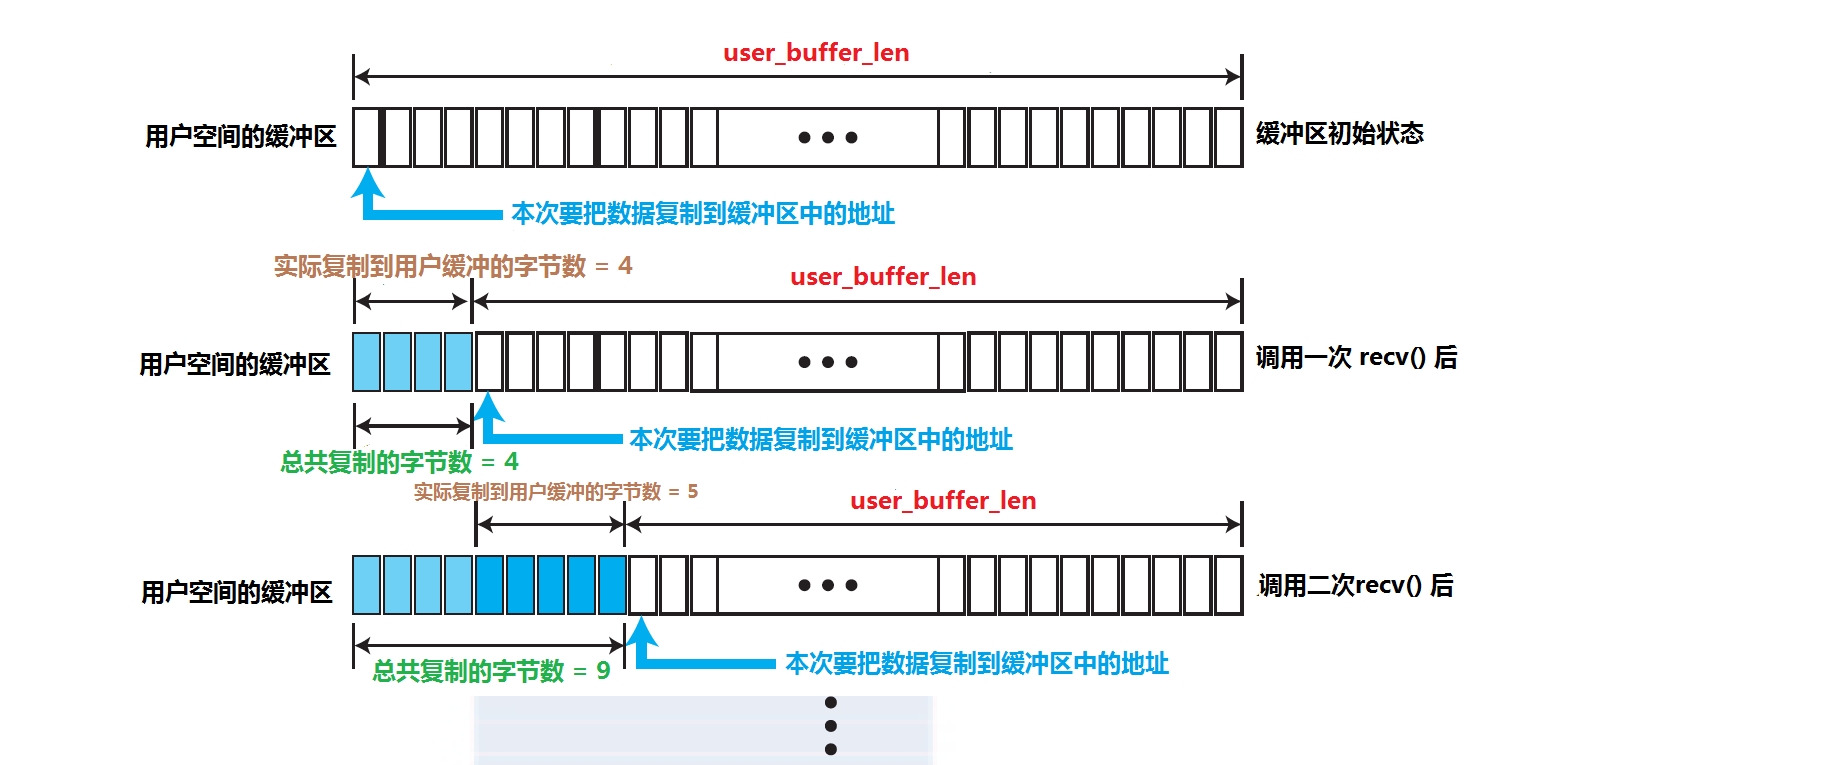 user_buffer_len
用户空间的缓冲区
缓冲区初始状态
本次要把数据复制到缓冲区中的地址
实际复制到用户缓冲的字节数 = 4
user_buffer_len
用户空间的缓冲区
调用一次 recv() 后
本次要把数据复制到缓冲区中的地址
总共复制的字节数 = 4
实际复制到用户缓冲的字节数 = 5
user_buffer_len
用户空间的缓冲区
调用二次recv() 后
本次要把数据复制到缓冲区中的地址
总共复制的字节数 = 9